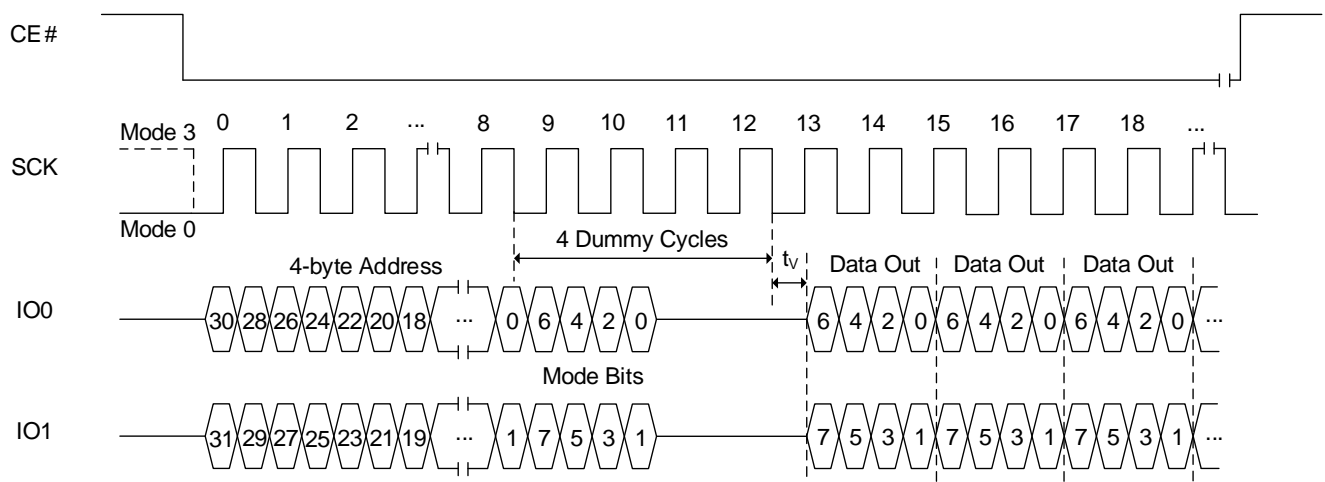 CE#
0 1 2 ... 8 9 10 11 12 13 14 15 16 17 18 ...
Mode 3
SCK
Mode 0
4 Dummy Cycles
4-byte Address
tV
Data Out Data Out Data Out
IO0
30 28 26 24 22 20 18 ... 0 6 4 2 0 6 4 2 0 6 4 2 0 6 4 2 0 ...
Mode Bits
IO1
31 29 27 25 23 21 19 ... 1 7 5 3 1 7 5 3 1 7 5 3 1 7 5 3 1 ...